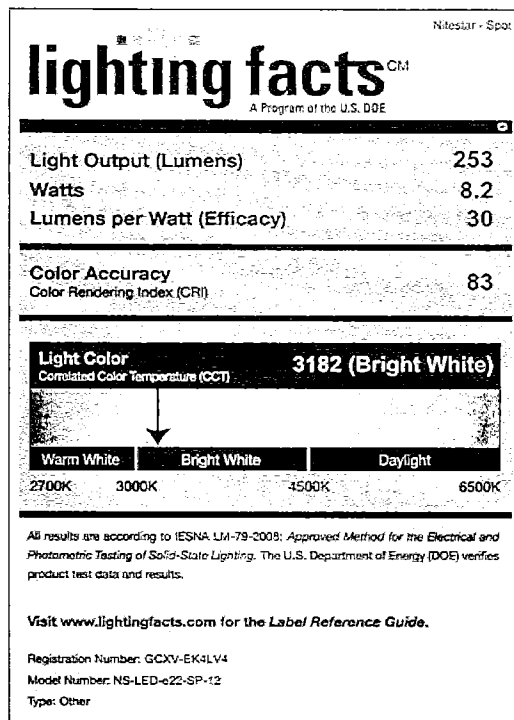 Nitestar - Spot
lighting facts CM
A Program of the U.S. DOE
Light Output (Lumens) 253
Watts 8.2
Lumens per Watt (Efficacy) 30
Color Accuracy 83
Color Rendering Index (CRI)
Light Color 3182 (Bright White)
Correlated Color Temperature (CCT)
Warm White Bright White Daylight
2700K 3000K 4500K 6500K
All results are according to IESNA LM-79-2008: Approved Method for the Electrical and
Photometric Testing of Solid-State Lighting. The U.S. Department of Energy (DOE) verifies
product test data and results.
Visit www.lightingfacts.com for the Label Reference Guide.
Registration Number: GCXV-EK4LV4
Model Number: NS-LED-e22-SP-12
Type: Other